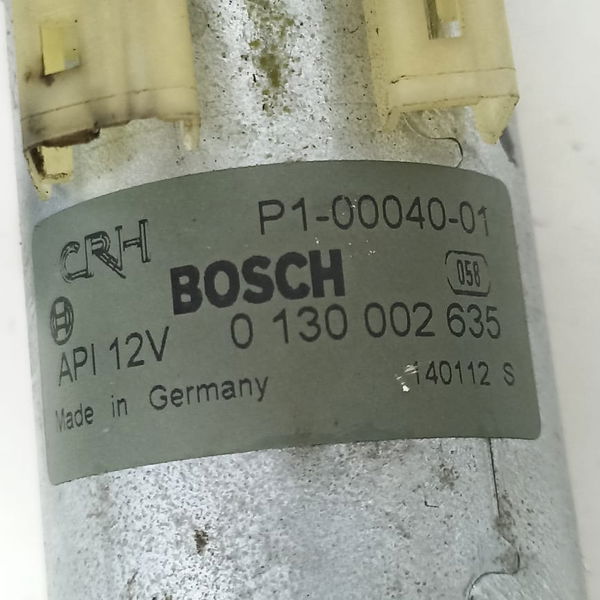 P1-00040-01
CRH
BOSCH
058
API 12V
0 130 002 635
Made in Germany
140112 S